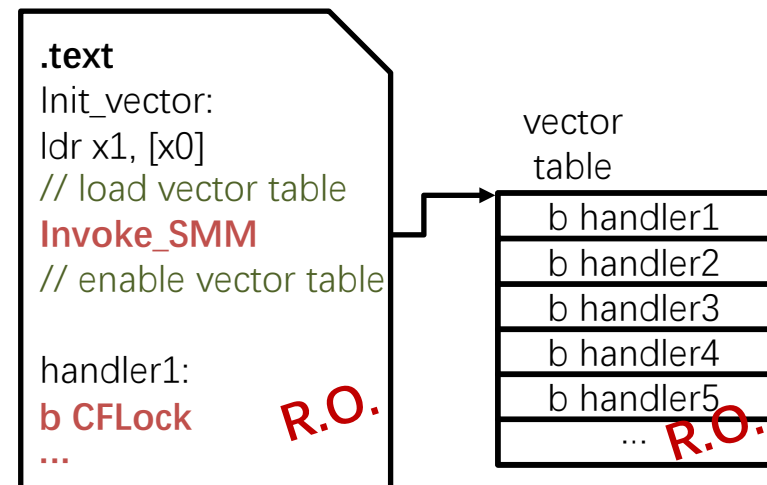 .text
Init_vector:
ldr x1, [x0]
// load vector table
Invoke_SMM
// enable vector table
handler1:
b CFLock
...
R.O.
vector
table
b handler1
b handler2
b handler3
b handler4
b handler5
...
R.O.